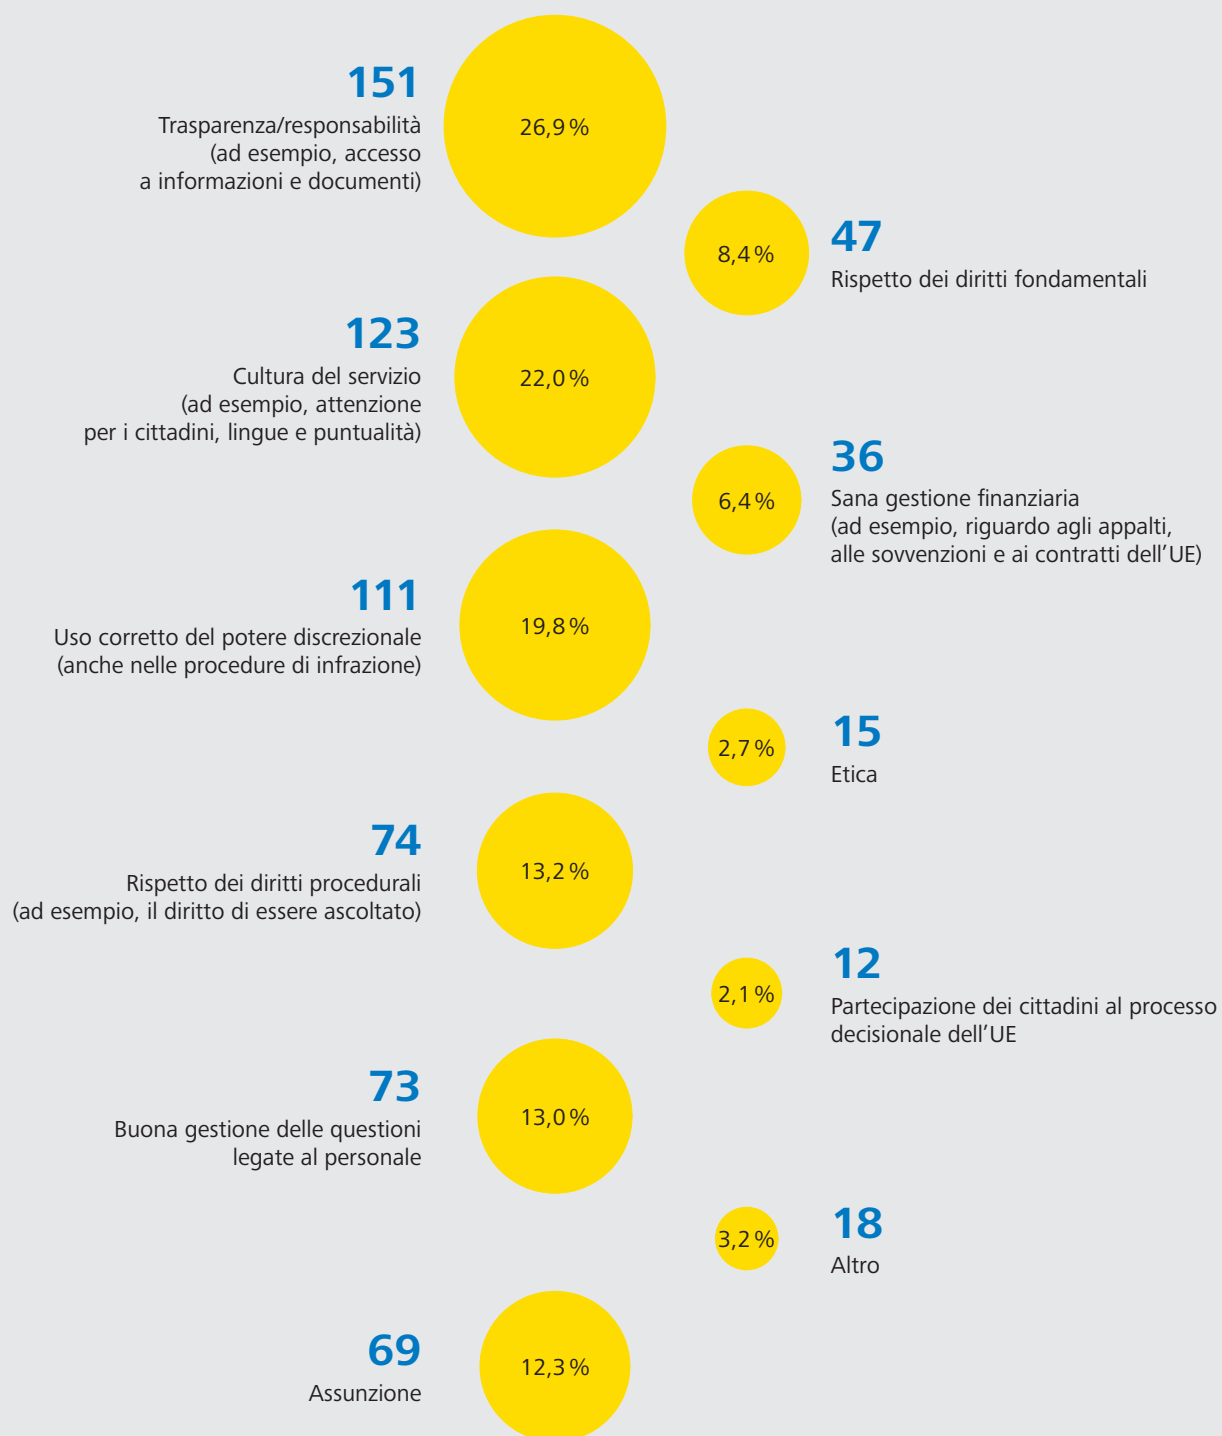 151
Trasparenza/responsabilità
(ad esempio, accesso
a informazioni e documenti)
26,9 %
8,4 %
47
Rispetto dei diritti fondamentali
123
Cultura del servizio
(ad esempio, attenzione
per i cittadini, lingue e puntualità)
22,0 %
6,4 %
36
Sana gestione finanziaria
(ad esempio, riguardo agli appalti,
alle sovvenzioni e ai contratti dell’UE)
111
Uso corretto del potere discrezionale
(anche nelle procedure di infrazione)
19,8 %
2,7 %
15
Etica
74
Rispetto dei diritti procedurali
(ad esempio, il diritto di essere ascoltato)
13,2 %
2,1 %
12
Partecipazione dei cittadini al processo
decisionale dell’UE
73
Buona gestione delle questioni
legate al personale
13,0 %
3,2 %
18
Altro
69
Assunzione
12,3 %